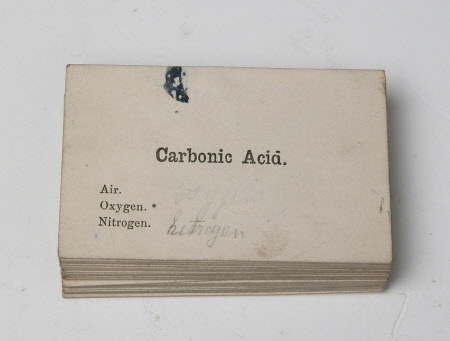 Carbonic Acid.
Air.
Oxygen. *
Nitrogen. nitrogen